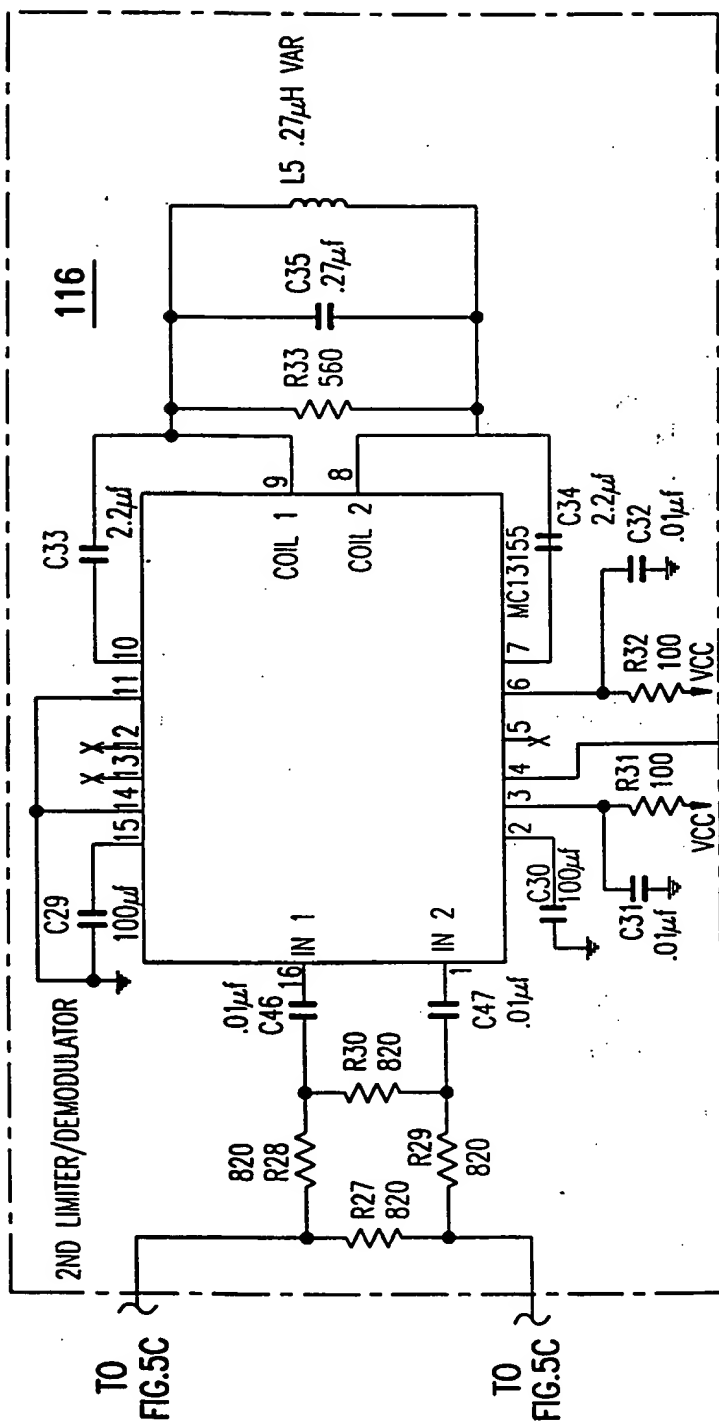 116
2ND LIMITER/DEMODULATOR
TO
FIG.5C
TO
FIG.5C
R27
820
820
R28
R29
820
R30
820
.01µf
C46
C47
.01µf
16
IN 1
1
IN 2
C29
100µf
15
14
13
X
12
X
11
10
C33
2.2µf
9
COIL 1
8
COIL 2
MC13155
2
3
4
5
X
6
7
C30
100µf
C31
.01µf
R31
100
VCC
R32
100
VCC
C32
.01µf
C34
2.2µf
R33
560
C35
.27µf
L5 .27µH VAR